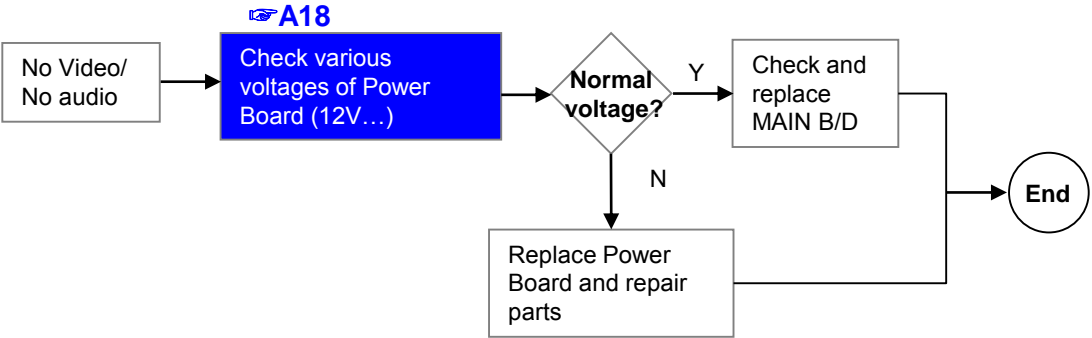 ☞A18
No Video/
No audio
Check various
voltages of Power
Board (12V…)
Normal
voltage?
Y
Check and
replace
MAIN B/D
N
End
Replace Power
Board and repair
parts